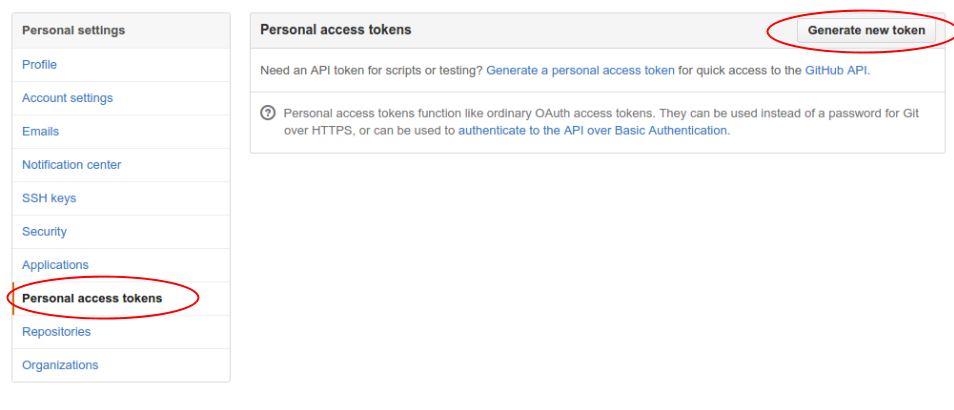 Personal settings
Profile
Account settings
Emails
Notification center
SSH keys
Security
Applications
Personal access tokens
Repositories
Organizations
Personal access tokens
Generate new token
Need an API token for scripts or testing? Generate a personal access token for quick access to the GitHub API.
Personal access tokens function like ordinary OAuth access tokens. They can be used instead of a password for Git
over HTTPS, or can be used to authenticate to the API over Basic Authentication.